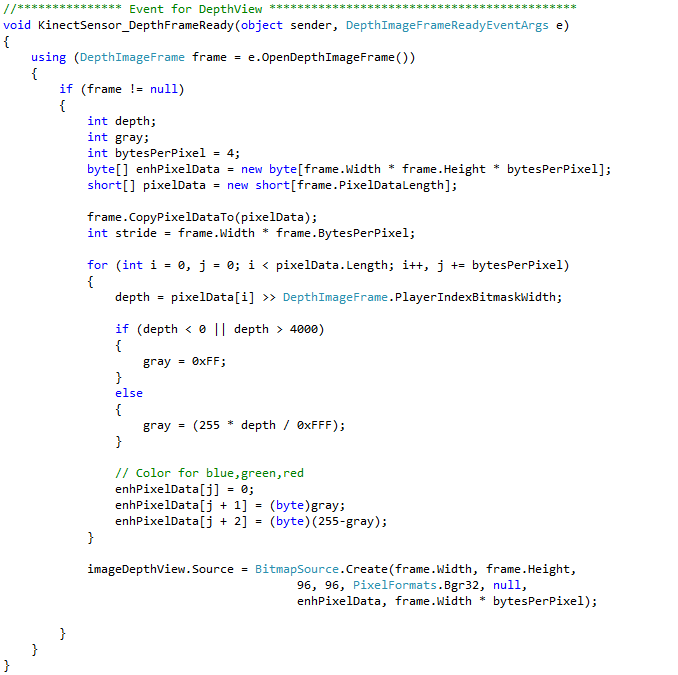 //*************** Event for DepthView ********************************************
void KinectSensor_DepthFrameReady(object sender, DepthImageFrameReadyEventArgs e)
{
    using (DepthImageFrame frame = e.OpenDepthImageFrame())
    {
        if (frame != null)
        {
            int depth;
            int gray;
            int bytesPerPixel = 4;
            byte[] enhPixelData = new byte[frame.Width * frame.Height * bytesPerPixel];
            short[] pixelData = new short[frame.PixelDataLength];

            frame.CopyPixelDataTo(pixelData);
            int stride = frame.Width * frame.BytesPerPixel;

            for (int i = 0, j = 0; i < pixelData.Length; i++, j += bytesPerPixel)
            {
                depth = pixelData[i] >> DepthImageFrame.PlayerIndexBitmaskWidth;

                if (depth < 0 || depth > 4000)
                {
                    gray = 0xFF;
                }
                else
                {
                    gray = (255 * depth / 0xFFF);
                }

                // Color for blue,green,red
                enhPixelData[j] = 0;
                enhPixelData[j + 1] = (byte)gray;
                enhPixelData[j + 2] = (byte)(255-gray);
            }

            imageDepthView.Source = BitmapSource.Create(frame.Width, frame.Height,
                                          96, 96, PixelFormats.Bgr32, null,
                                          enhPixelData, frame.Width * bytesPerPixel);

        }
    }
}